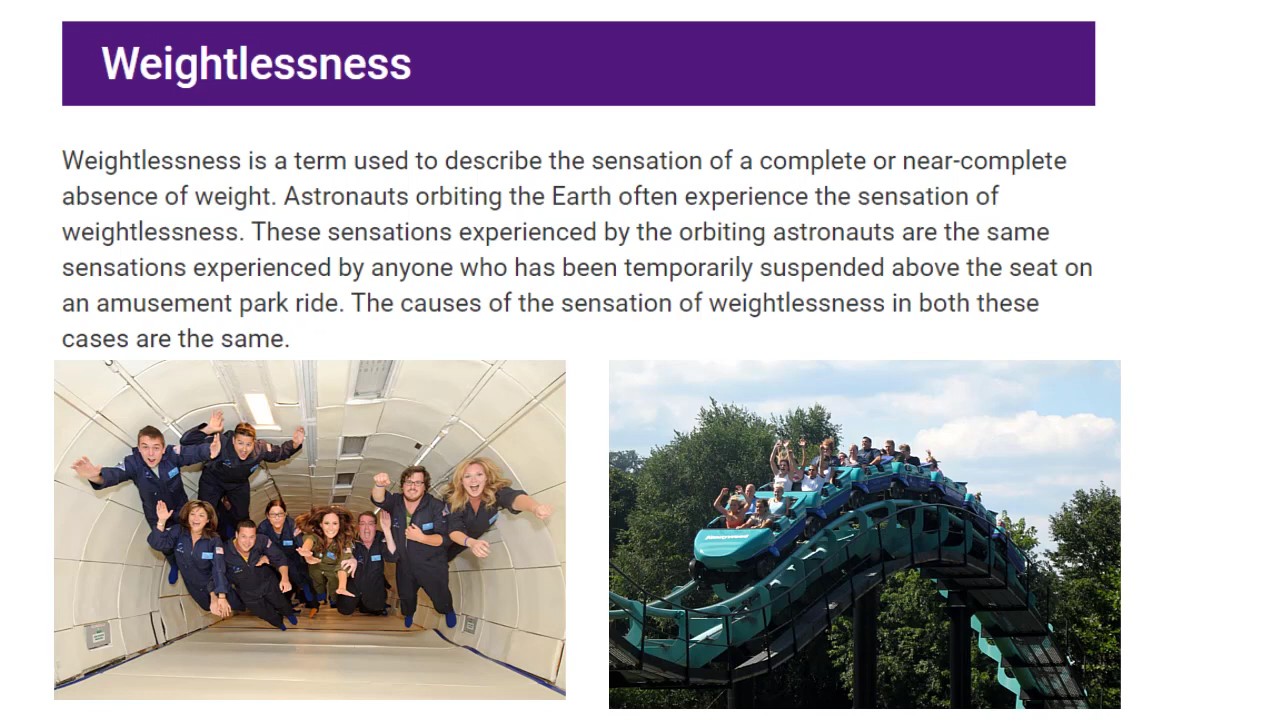 Weightlessness
Weightlessness is a term used to describe the sensation of a complete or near-complete
absence of weight. Astronauts orbiting the Earth often experience the sensation of
weightlessness. These sensations experienced by the orbiting astronauts are the same
sensations experienced by anyone who has been temporarily suspended above the seat on
an amusement park ride. The causes of the sensation of weightlessness in both these
cases are the same.